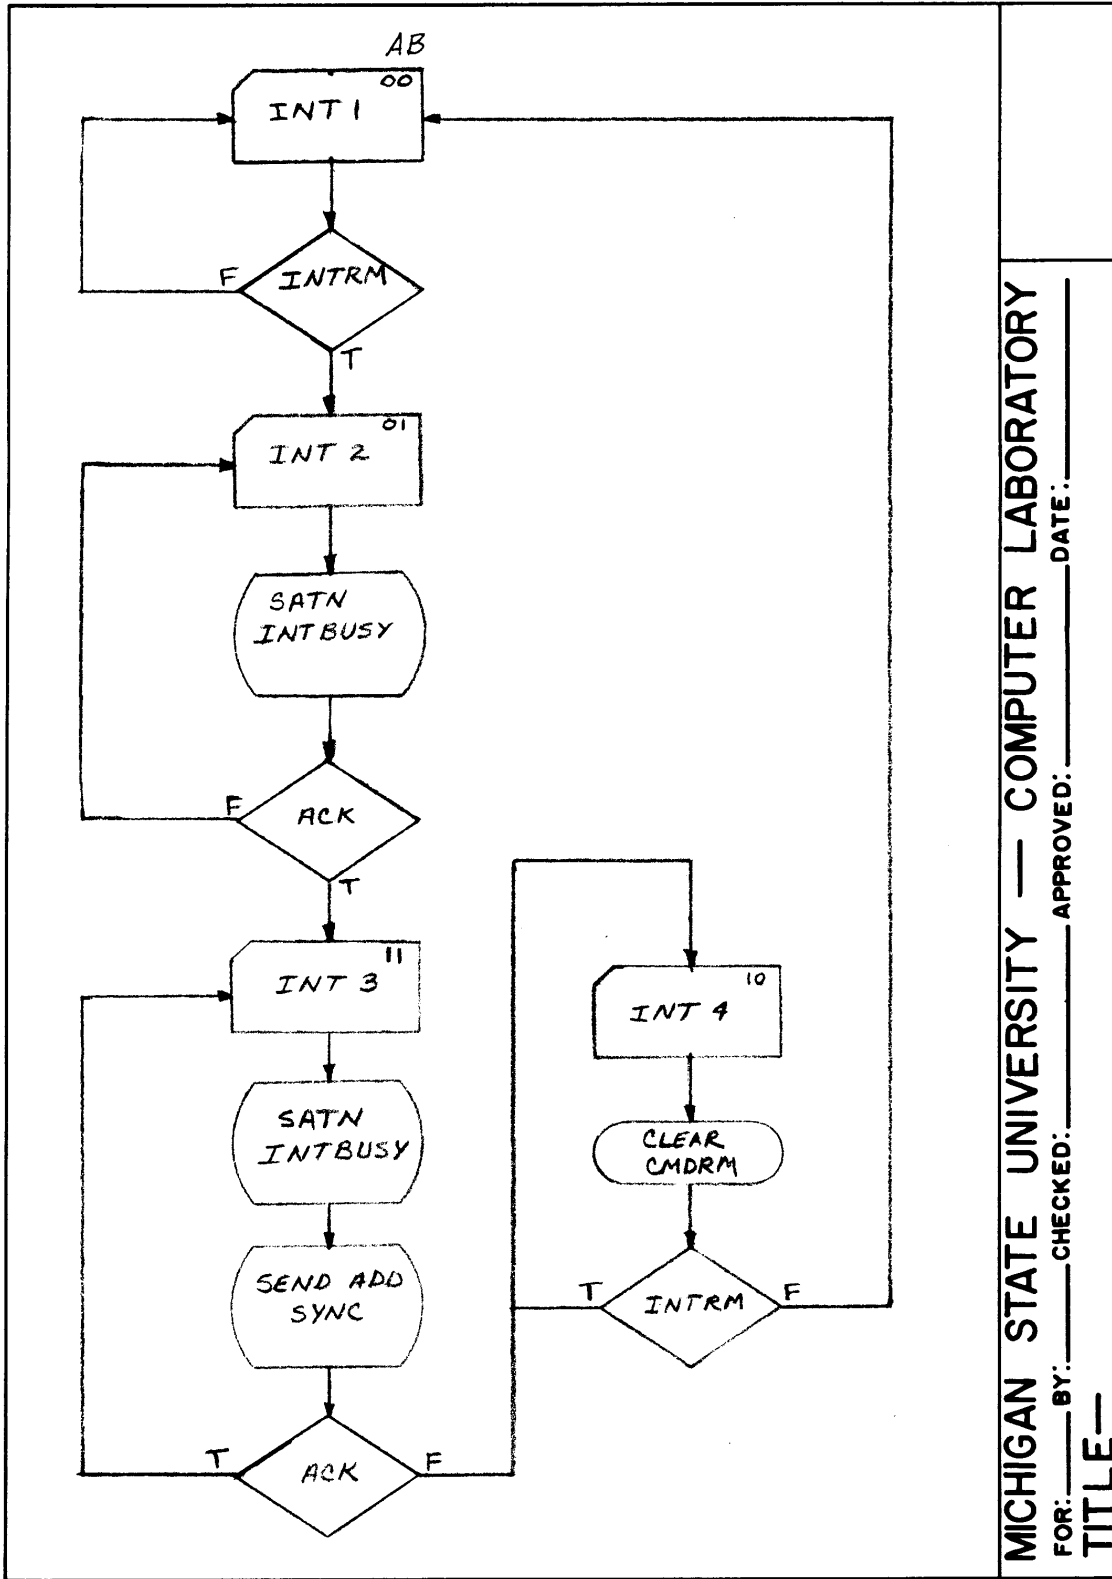 AB
00
INT 1
INTRM
F
T
01
INT 2
SATN
INTBUSY
ACK
F
T
11
INT 3
SATN
INTBUSY
SEND ADD
SYNC
T
ACK
F
10
INT 4
CLEAR
CMDRM
T
INTRM
F
MICHIGAN STATE UNIVERSITY — COMPUTER LABORATORY
FOR: BY: CHECKED: APPROVED: DATE:
TITLE—